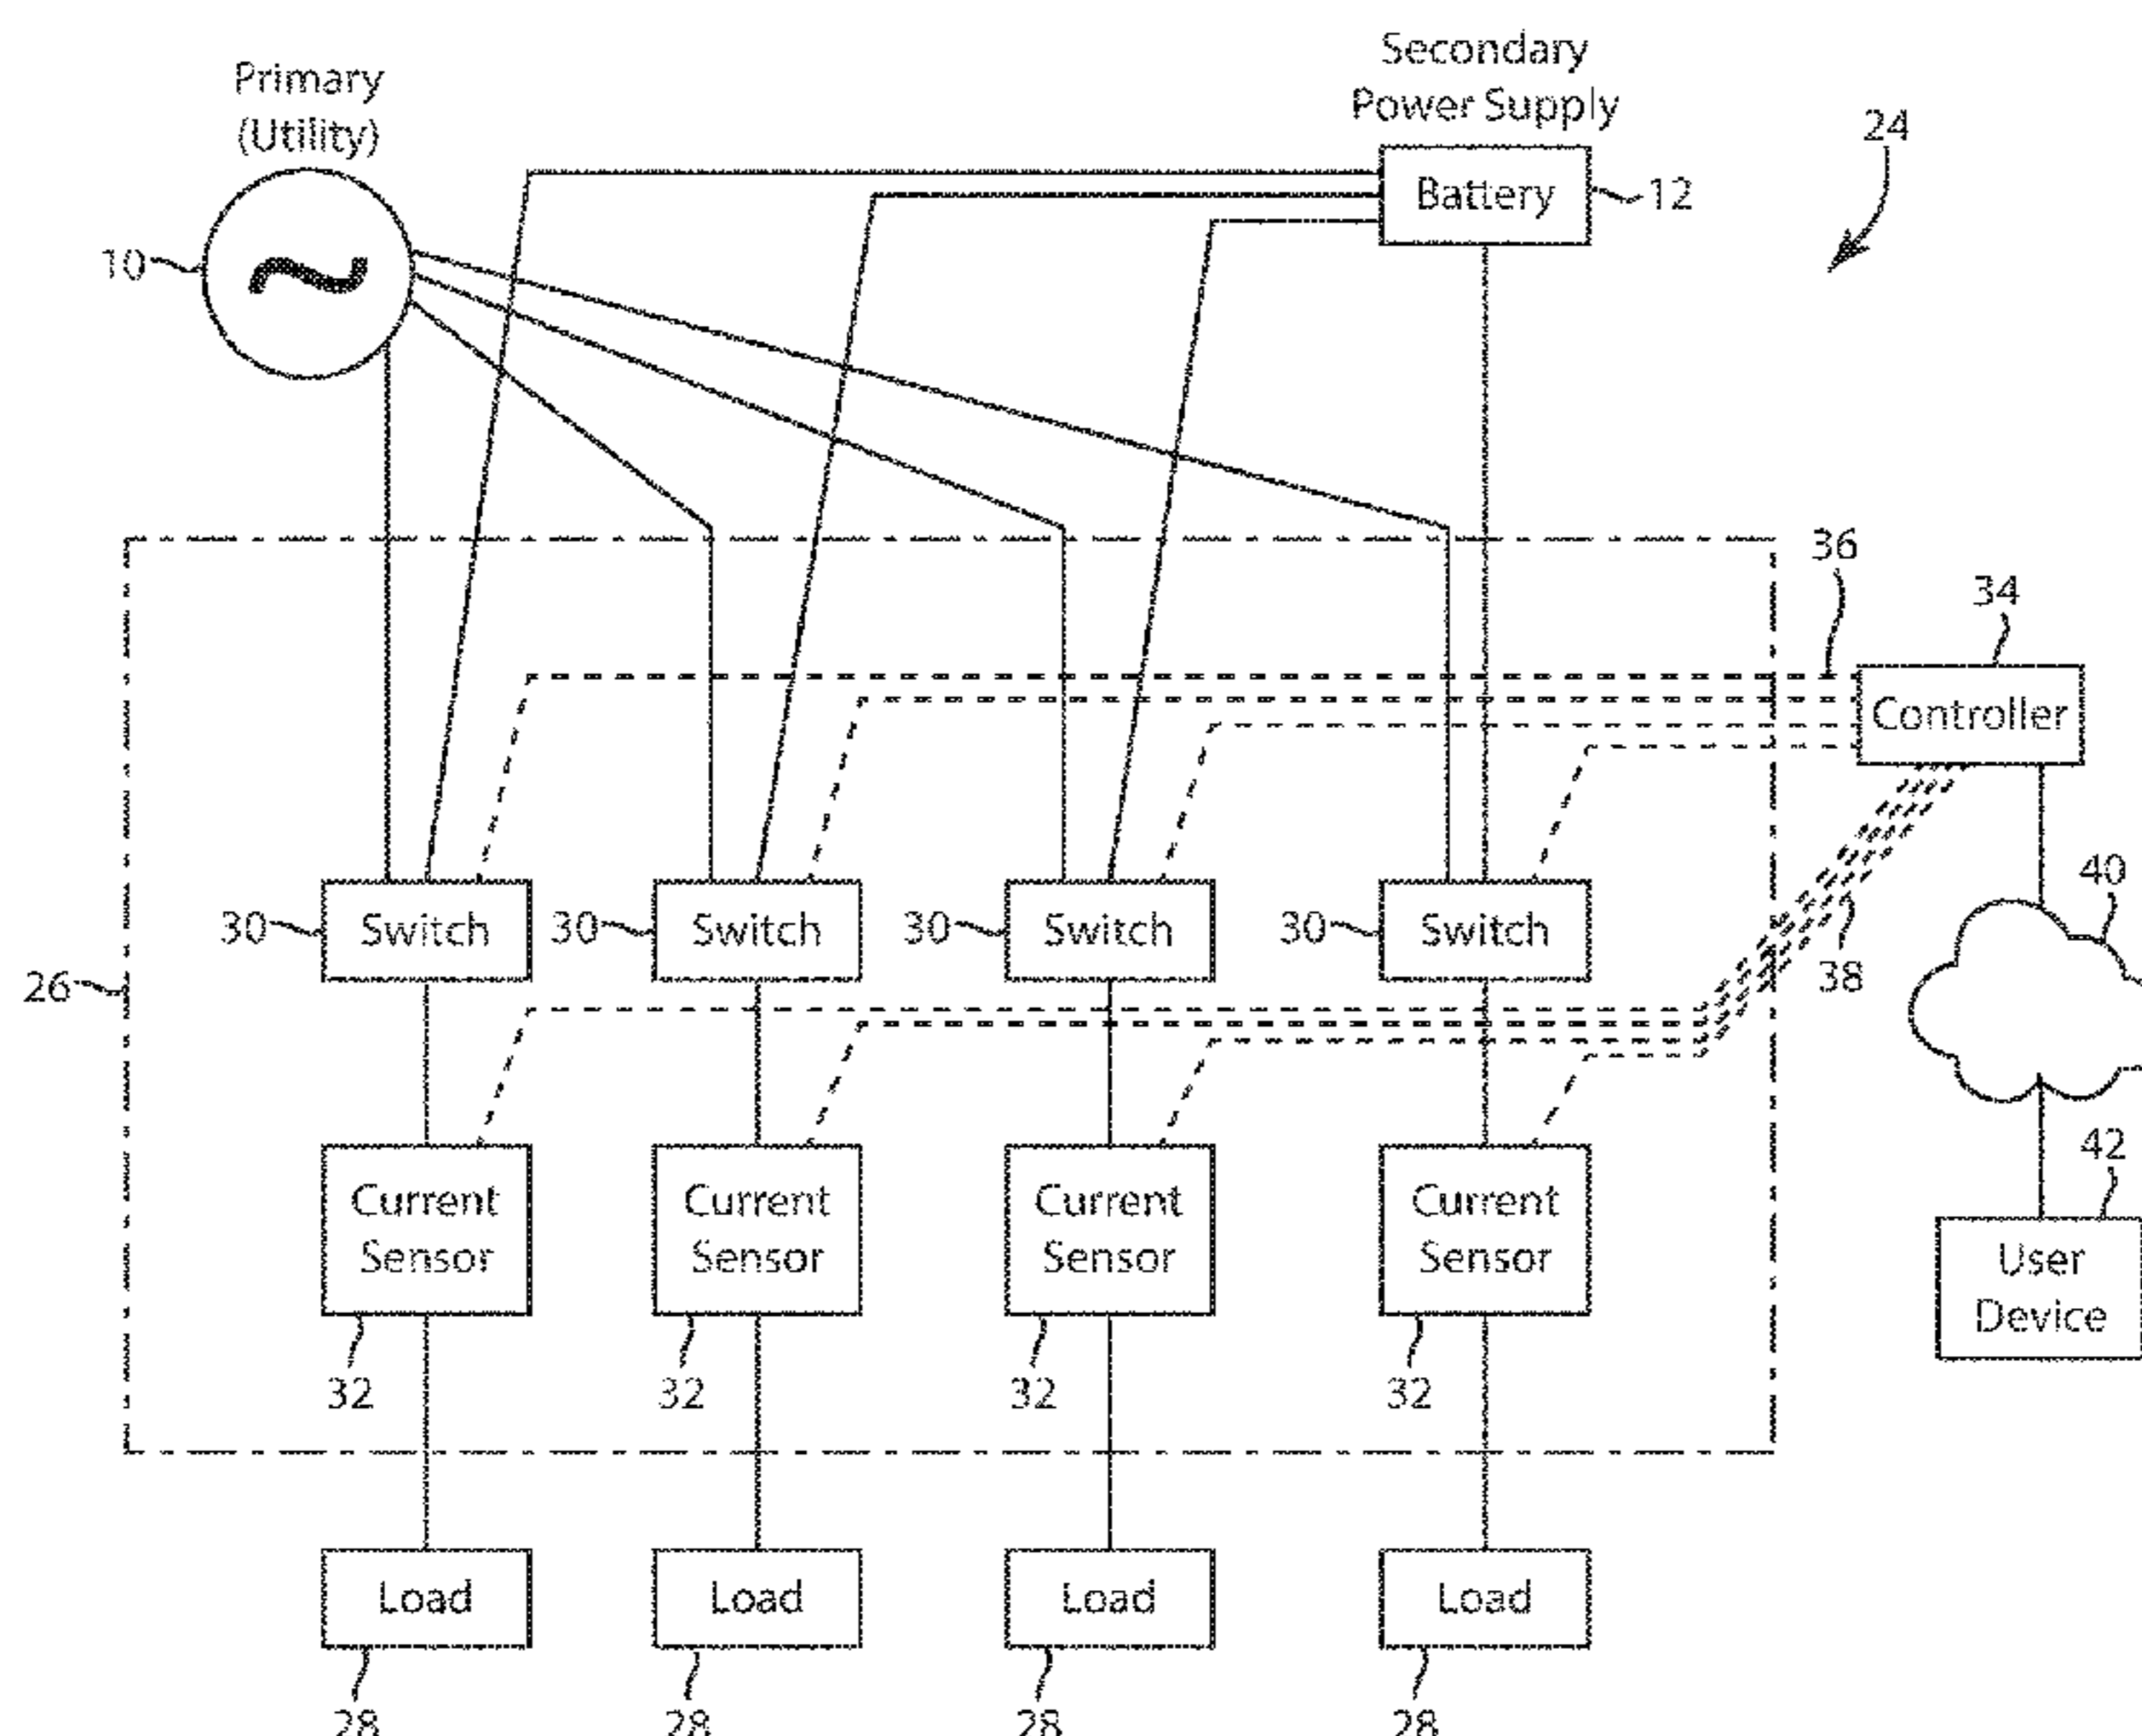 Primary
(Utility)
Secondary
Power Supply
24
Battery
12
10
36
34
Controller
40
30
Switch
30
Switch
30
Switch
30
Switch
26
38
42
Current
Sensor
Current
Sensor
Current
Sensor
Current
Sensor
User
Device
32
32
32
32
Load
Load
Load
Load
28
28
28
28